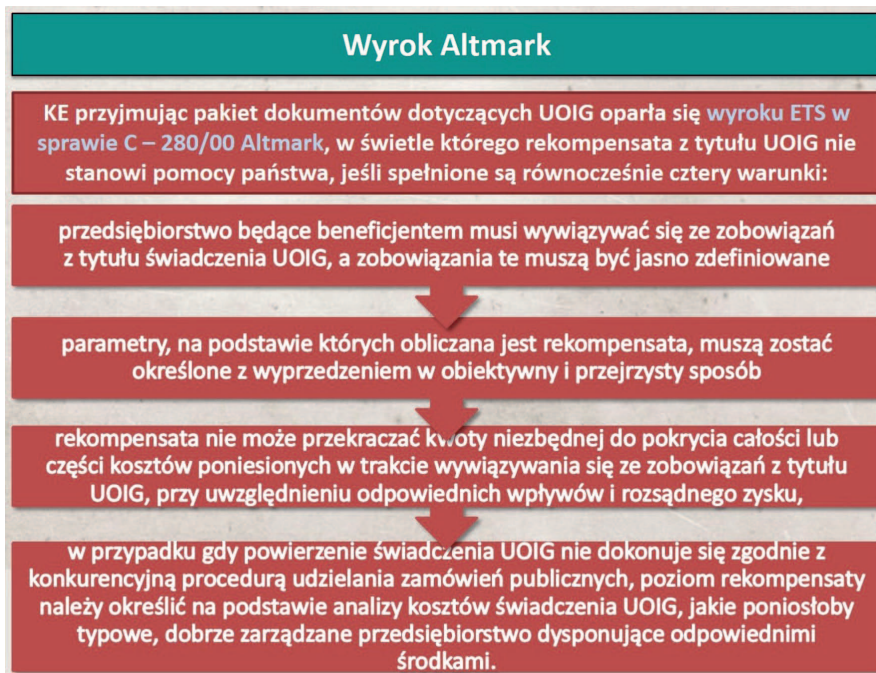 Wyrok Altmark
KE przyjmując pakiet dokumentów dotyczących UOIG oparła się wyroku ETS w
sprawie C – 280/00 Altmark, w świetle którego rekompensata z tytułu UOIG nie
stanowi pomocy państwa, jeśli spełnione są równocześnie cztery warunki:
przedsiębiorstwo będące beneficjentem musi wywiązywać się ze zobowiązań
z tytułu świadczenia UOIG, a zobowiązania te muszą być jasno zdefiniowane
parametry, na podstawie których obliczana jest rekompensata, muszą zostać
określone z wyprzedzeniem w obiektywny i przejrzysty sposób
rekompensata nie może przekraczać kwoty niezbędnej do pokrycia całości lub
części kosztów poniesionych w trakcie wywiązywania się ze zobowiązań z tytułu
UOIG, przy uwzględnieniu odpowiednich wpływów i rozsądnego zysku,
w przypadku gdy powierzenie świadczenia UOIG nie dokonuje się zgodnie z
konkurencyjną procedurą udzielania zamówień publicznych, poziom rekompensaty
należy określić na podstawie analizy kosztów świadczenia UOIG, jakie poniosłoby
typowe, dobrze zarządzane przedsiębiorstwo dysponujące odpowiednimi
środkami.